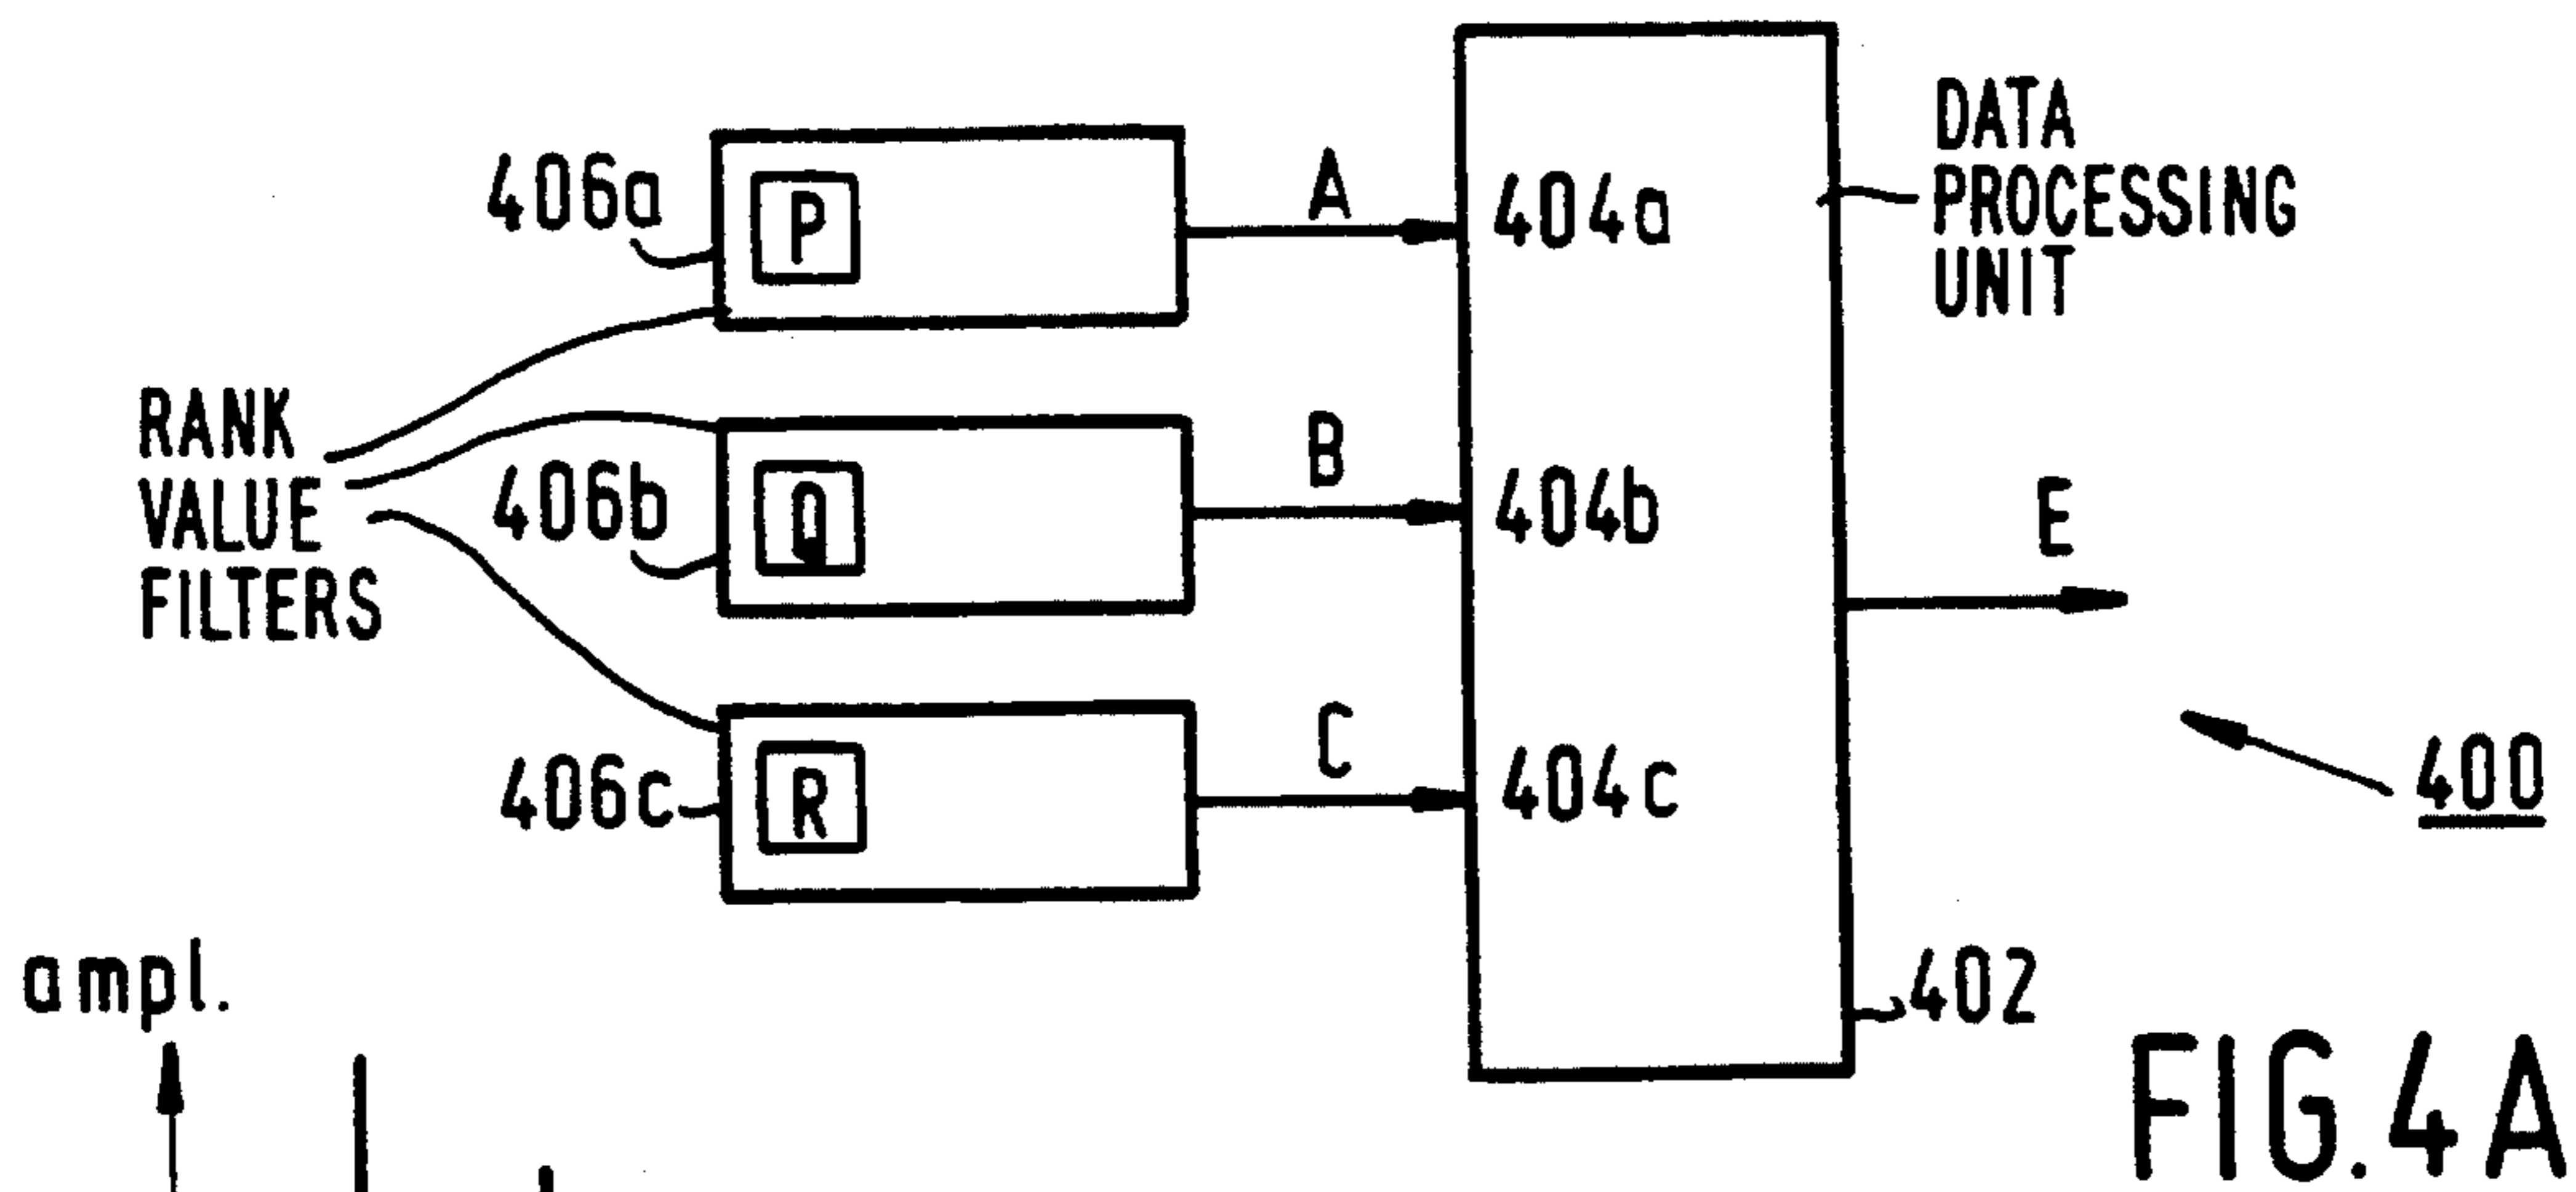 DATA
PROCESSING
UNIT
406a
P
A
404a
RANK
VALUE
FILTERS
406b
Q
B
404b
E
406c
R
C
404c
400
ampl.
402
FIG.4A